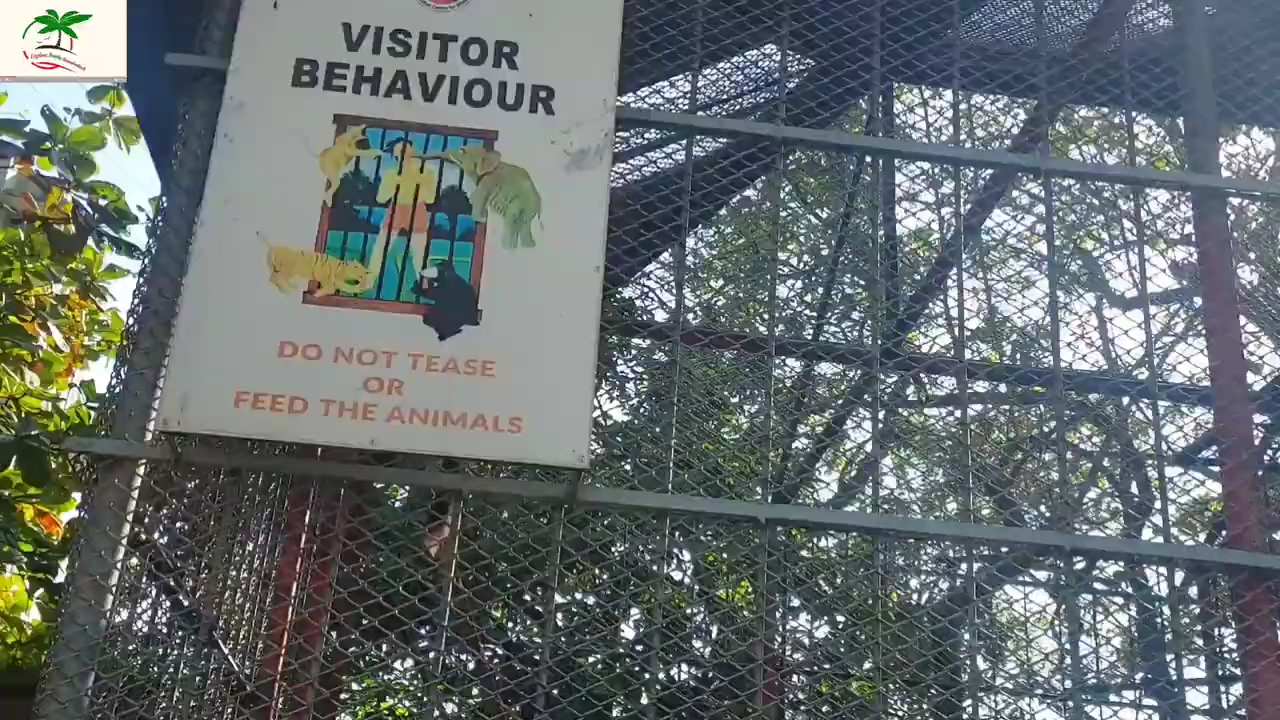 VISITOR
BEHAVIOUR
DO NOT TEASE
OR
FEED THE ANIMALS